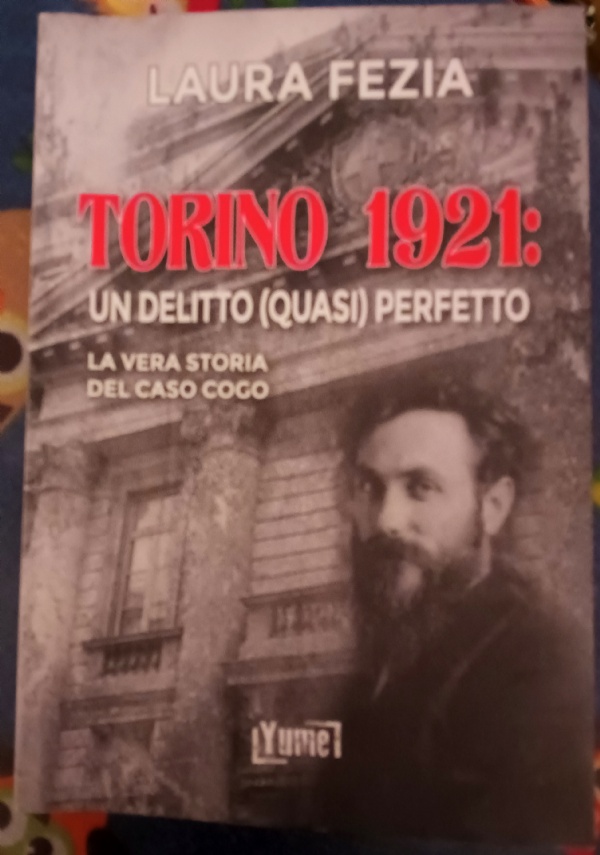 LAURA FEZIA
TORINO 1921:
UN DELITTO (QUASI) PERFETTO
LA VERA STORIA
DEL CASO COGO
Yume